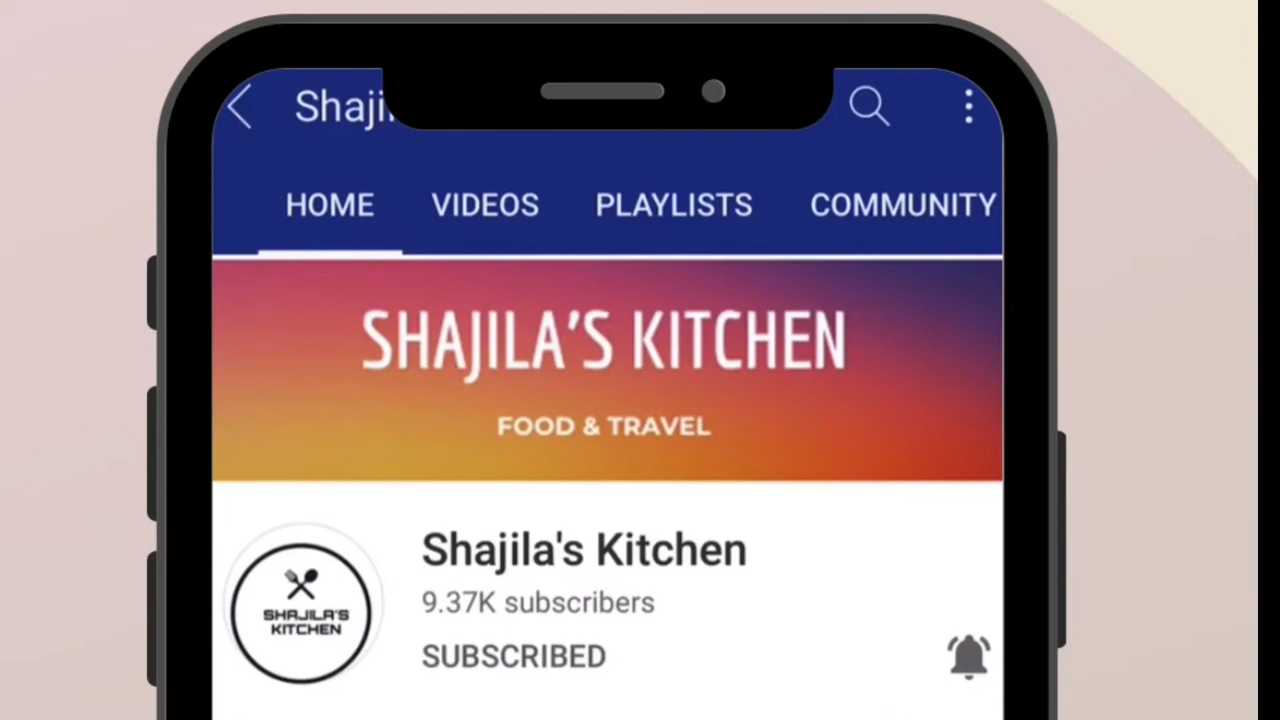 Shaji
HOME VIDEOS PLAYLISTS COMMUNITY
SHAJILA'S KITCHEN
FOOD & TRAVEL
Shajila's Kitchen
9.37K subscribers
SUBSCRIBED
SHAJILA'S
KITCHEN